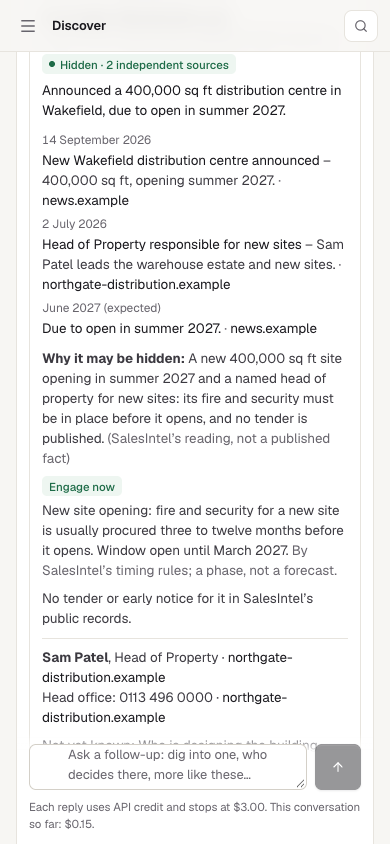 Discover
Hidden · 2 independent sources
Announced a 400,000 sq ft distribution centre in
Wakefield, due to open in summer 2027.
14 September 2026
New Wakefield distribution centre announced –
400,000 sq ft, opening summer 2027. ·
news.example
2 July 2026
Head of Property responsible for new sites – Sam
Patel leads the warehouse estate and new sites. ·
northgate-distribution.example
June 2027 (expected)
Due to open in summer 2027. · news.example
Why it may be hidden: A new 400,000 sq ft site
opening in summer 2027 and a named head of
property for new sites: its fire and security must
be in place before it opens, and no tender is
published. (SalesIntel’s reading, not a published
fact)
Engage now
New site opening: fire and security for a new site
is usually procured three to twelve months before
it opens. Window open until March 2027. By
SalesIntel’s timing rules; a phase, not a forecast.
No tender or early notice for it in SalesIntel’s
public records.
Sam Patel, Head of Property · northgate-
distribution.example
Head office: 0113 496 0000 · northgate-
distribution.example
Not yet known: Who is designing the building
Ask a follow-up: dig into one, who
decides there, more like these…
Each reply uses API credit and stops at $3.00. This conversation
so far: $0.15.